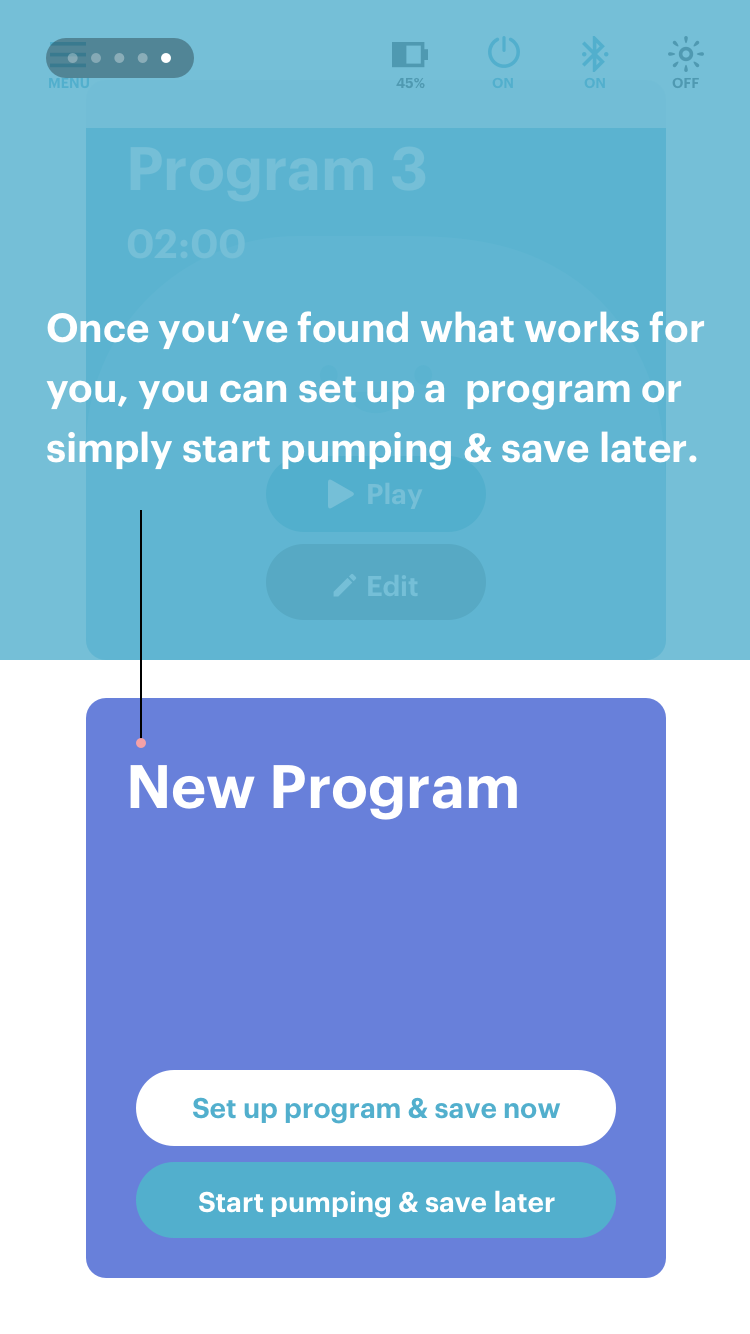 MENU
45%
ON
ON
OFF
Program 3
02:00
Once you’ve found what works for
you, you can set up a program or
simply start pumping & save later.
Play
Edit
New Program
Set up program & save now
Start pumping & save later